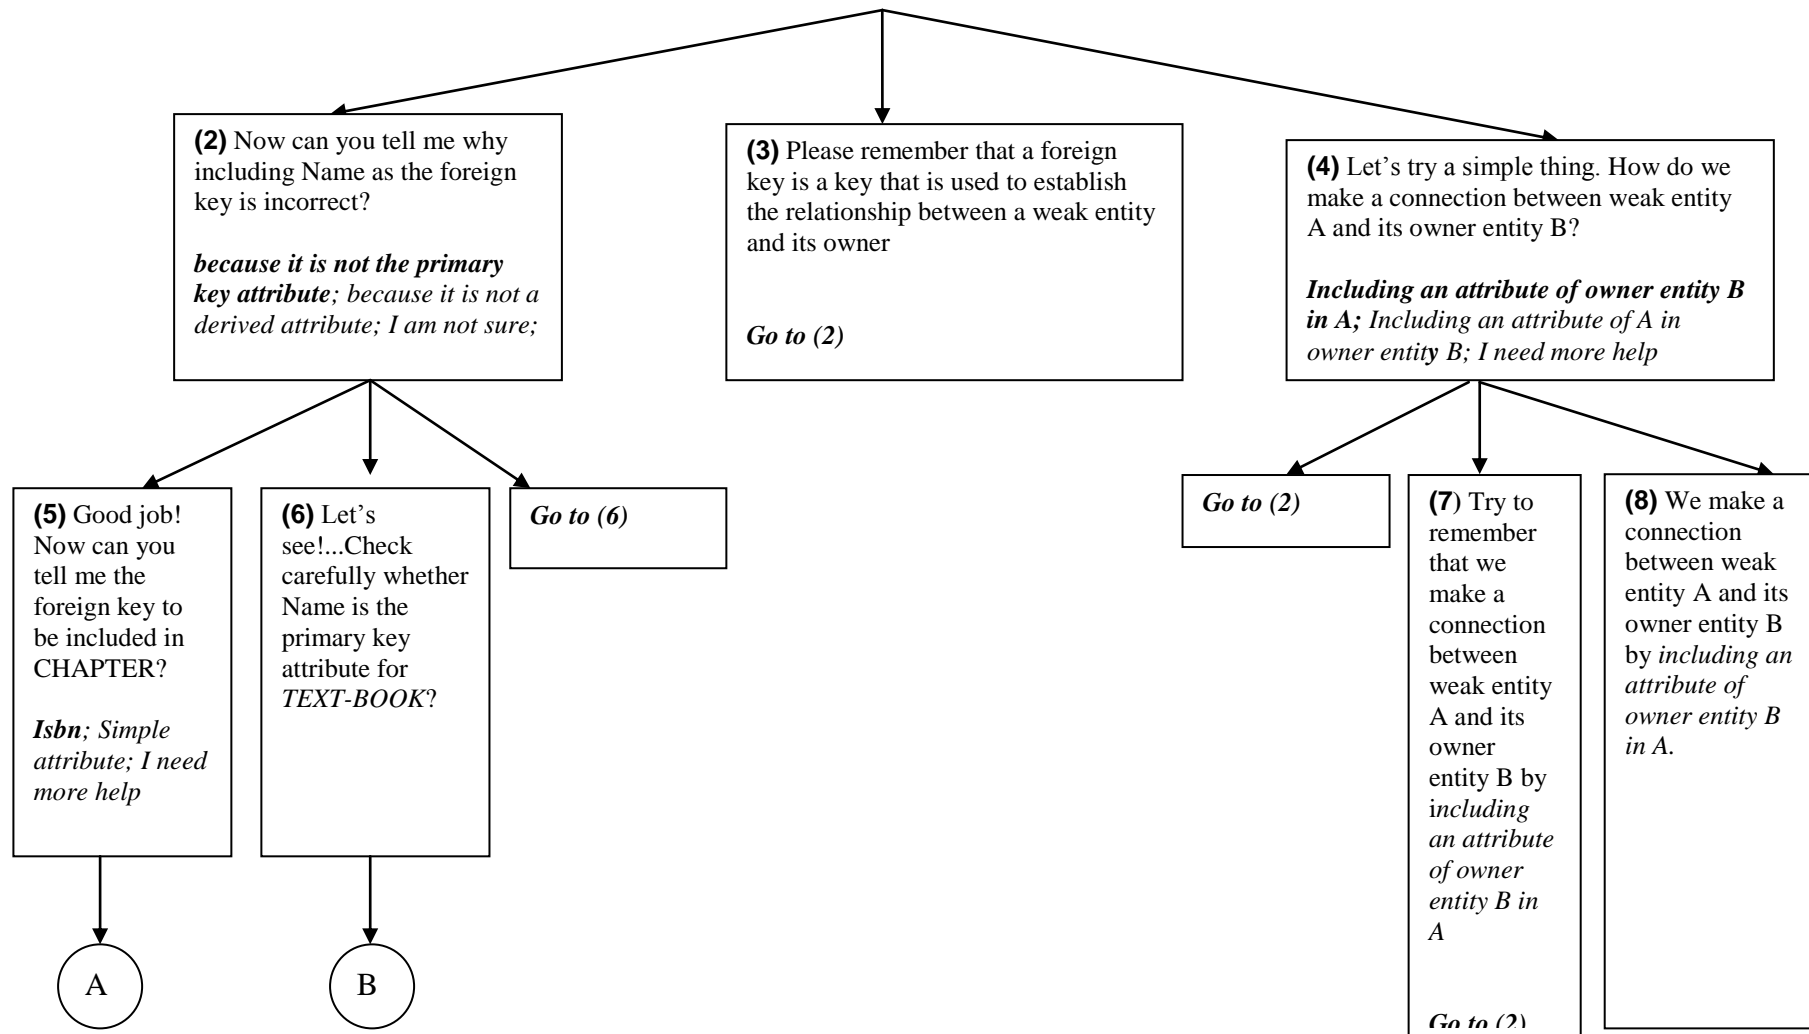 (2) Now can you tell me why
including Name as the foreign
key is incorrect?
because it is not the primary
key attribute; because it is not a
derived attribute; I am not sure;
(3) Please remember that a foreign
key is a key that is used to establish
the relationship between a weak entity
and its owner
Go to (2)
(4) Let’s try a simple thing. How do we
make a connection between weak entity
A and its owner entity B?
Including an attribute of owner entity B
in A; Including an attribute of A in
owner entity B; I need more help
(5) Good job!
Now can you
tell me the
foreign key to
be included in
CHAPTER?
Isbn; Simple
attribute; I need
more help
(6) Let’s
see!...Check
carefully whether
Name is the
primary key
attribute for
TEXT-BOOK?
Go to (6)
Go to (2)
(7) Try to
remember
that we
make a
connection
between
weak entity
A and its
owner
entity B by
including
an attribute
of owner
entity B in
A
Go to (2)
(8) We make a
connection
between weak
entity A and its
owner entity B
by including an
attribute of
owner entity B
in A.
A
B